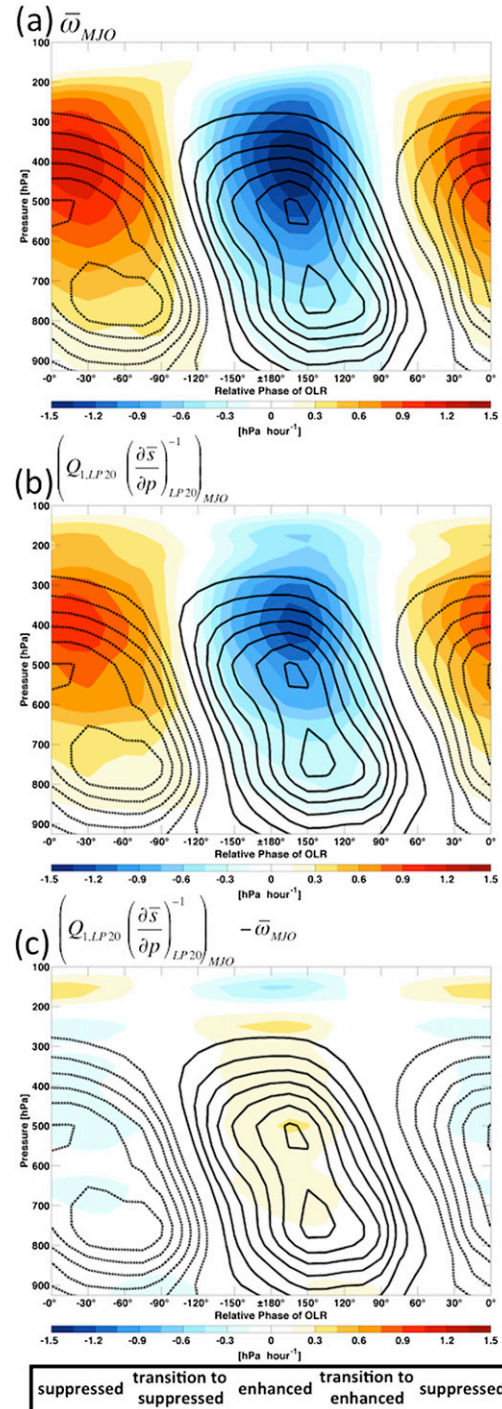 (a) ω̄MJO
100
200
300
400
500
600
700
800
900
Pressure [hPa]
-0° -30° -60° -90° -150° ±180° 150° 120° 90° 60° 30° 0°
Relative Phase of OLR
-1.5 -1.2 -0.9 -0.6 -0.3 0 0.3 0.6 0.9 1.2 1.5
[hPa hour⁻¹]
(b) (Q1,LP20 (∂s̄/∂p)⁻¹LP20)MJO
100
200
300
400
500
600
700
800
900
Pressure [hPa]
-0° -30° -60° -90° -150° ±180° 150° 120° 90° 60° 30° 0°
Relative Phase of OLR
-1.5 -1.2 -0.9 -0.6 -0.3 0 0.3 0.6 0.9 1.2 1.5
[hPa hour⁻¹]
(c) (Q1,LP20 (∂s̄/∂p)⁻¹LP20)MJO - ω̄MJO
100
200
300
400
500
600
700
800
900
Pressure [hPa]
-0° -30° -60° -90° -150° ±180° 150° 120° 90° 60° 30° 0°
Relative Phase of OLR
-1.5 -1.2 -0.9 -0.6 -0.3 0 0.3 0.6 0.9 1.2 1.5
[hPa hour⁻¹]
suppressed transition to suppressed enhanced transition to enhanced suppressed